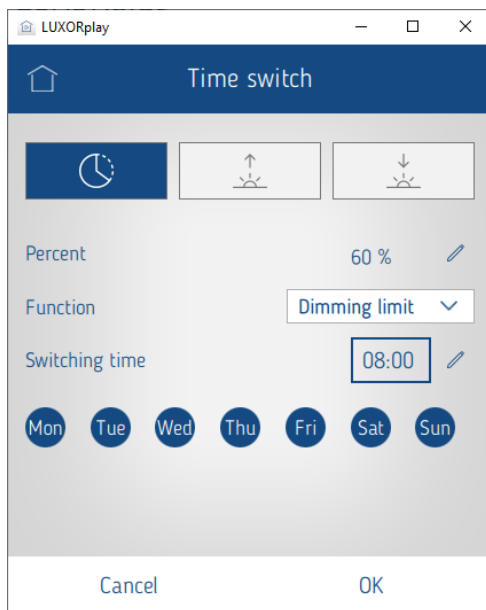 LUXORplay
Time switch
Percent 60 %
Function Dimming limit
Switching time 08:00
Mon Tue Wed Thu Fri Sat Sun
Cancel OK